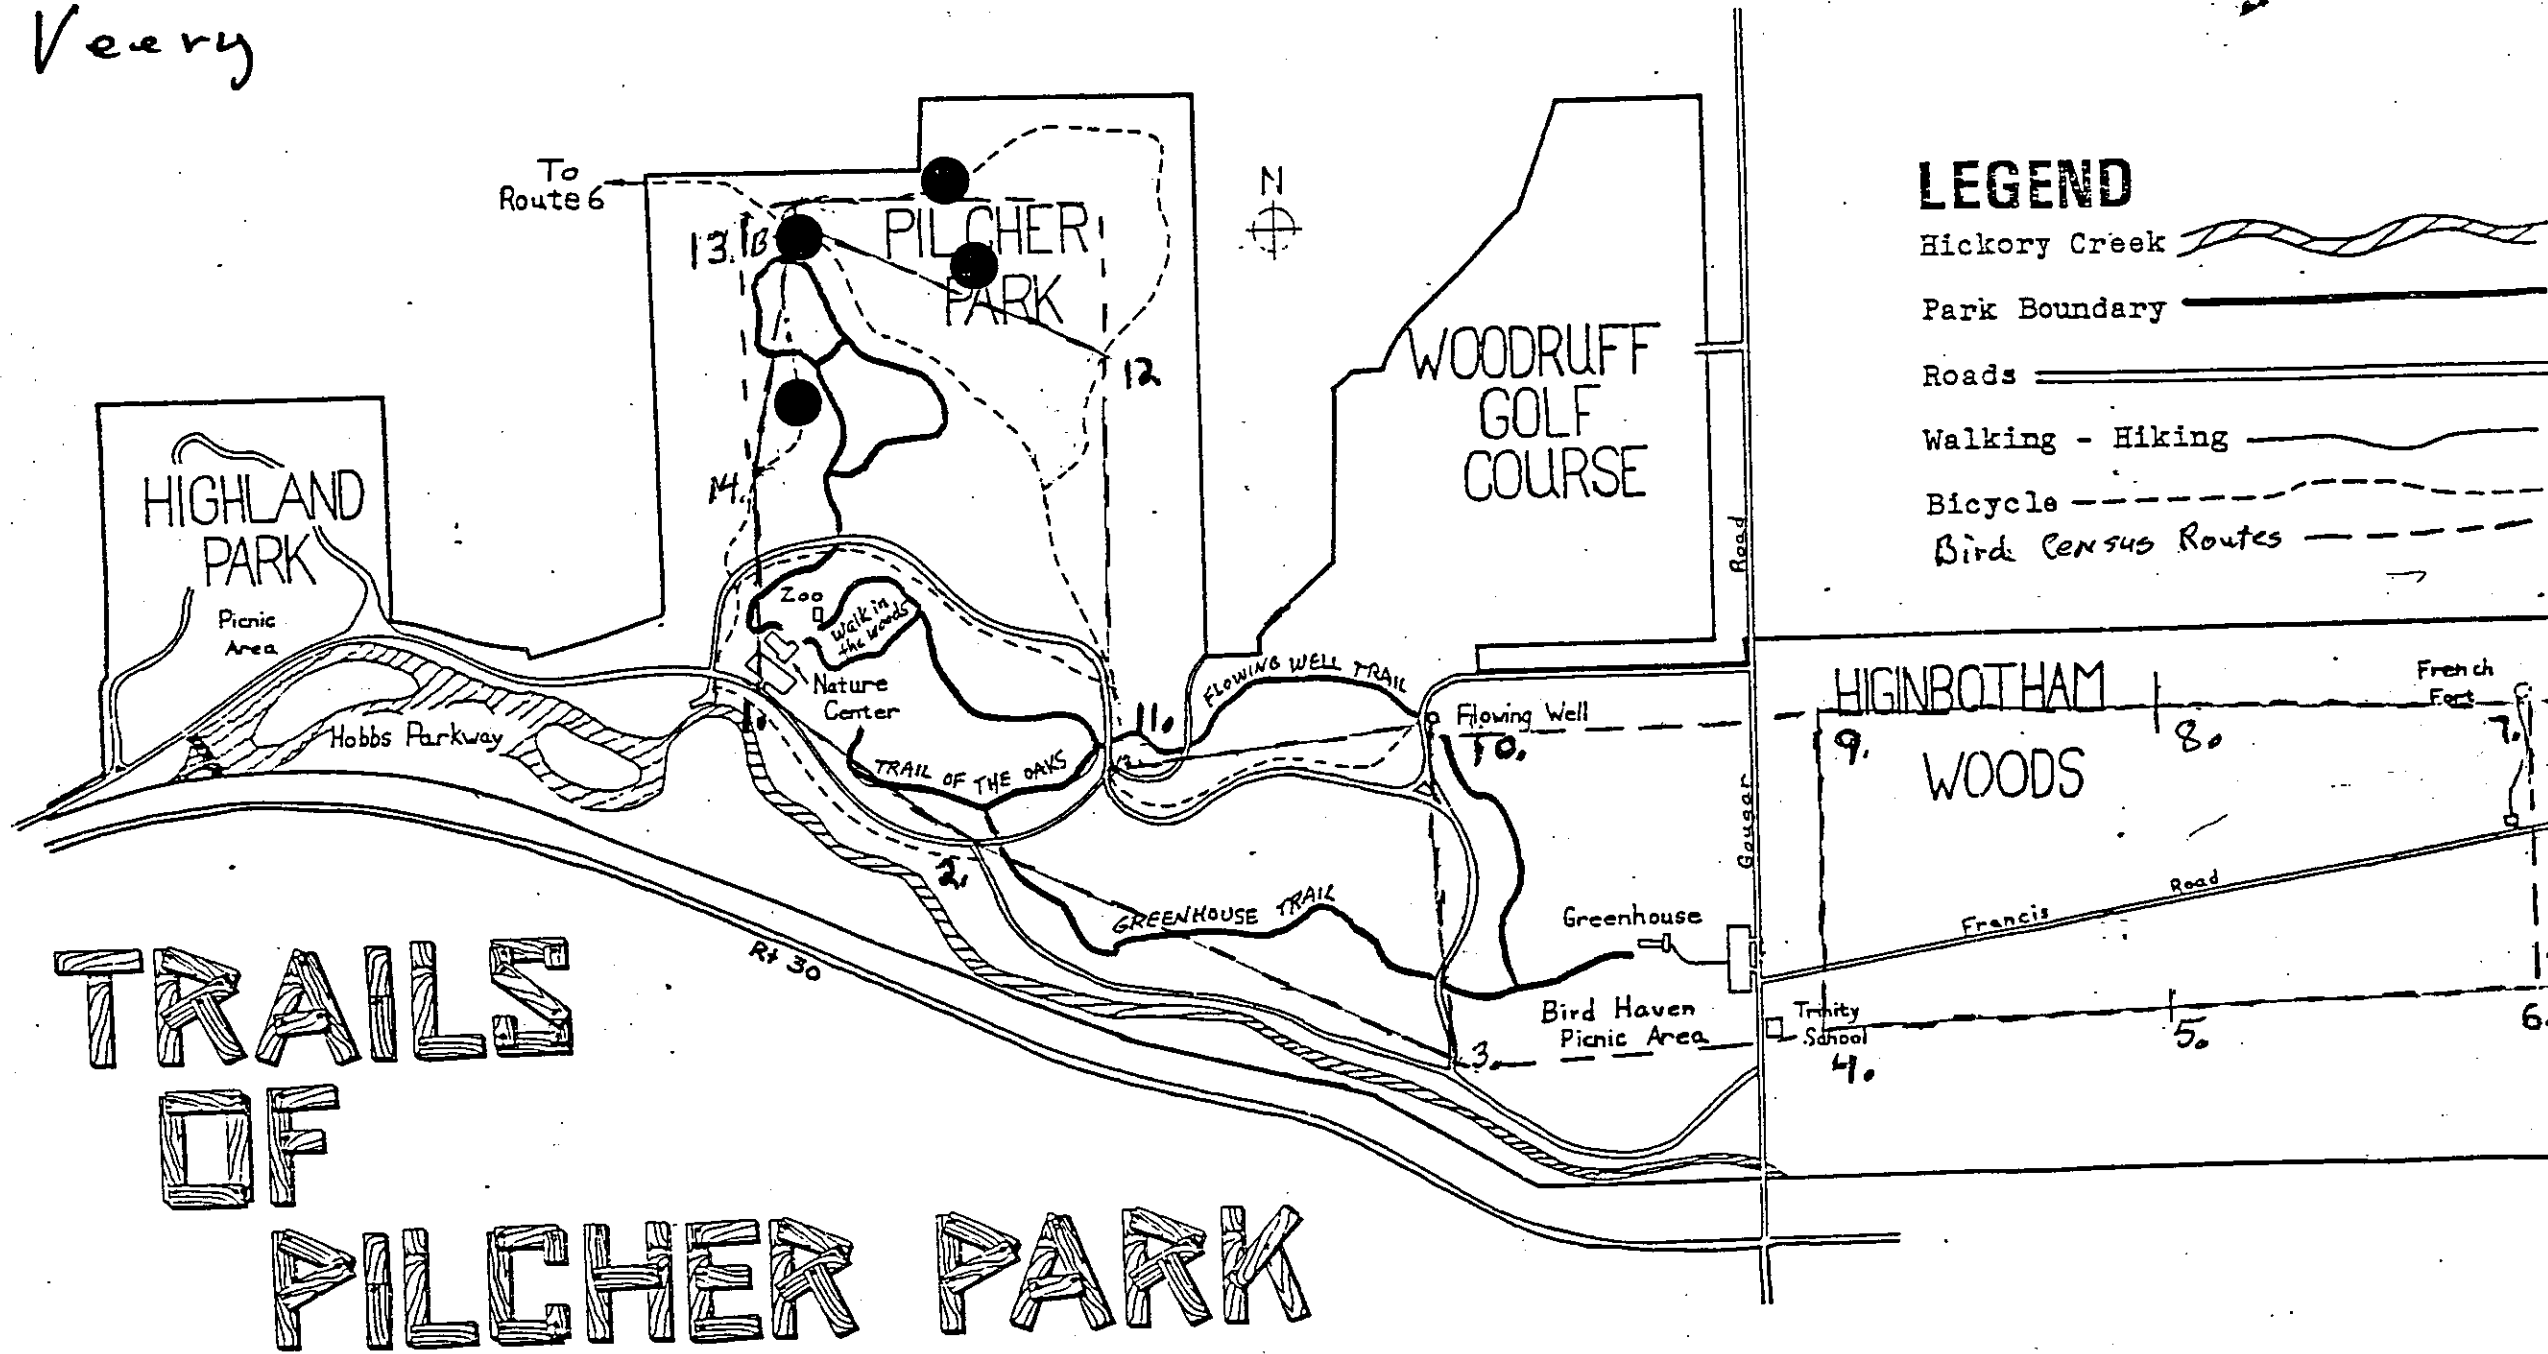 Veery
To
Route 6
N
13.
B
PILCHER
PARK
12.
WOODRUFF
GOLF
COURSE
LEGEND
Hickory Creek
Park Boundary
Roads
Walking - Hiking
Bicycle
Bird Census Routes
HIGHLAND
PARK
Picnic
Area
14.
Road
Zoo
Walk in
the Woods
Nature
Center
1.
Hobbs Parkway
FLOWING WELL TRAIL
11.
Flowing Well
10.
HIGINBOTHAM
WOODS
French
Fort
9.
8.
7.
TRAIL OF THE OAKS
2.
Gougar
GREENHOUSE TRAIL
Greenhouse
Francis Road
Rt 30
Bird Haven
Picnic Area
3.
Trinity
School
4.
5.
6.
TRAILS
OF
PILCHER PARK